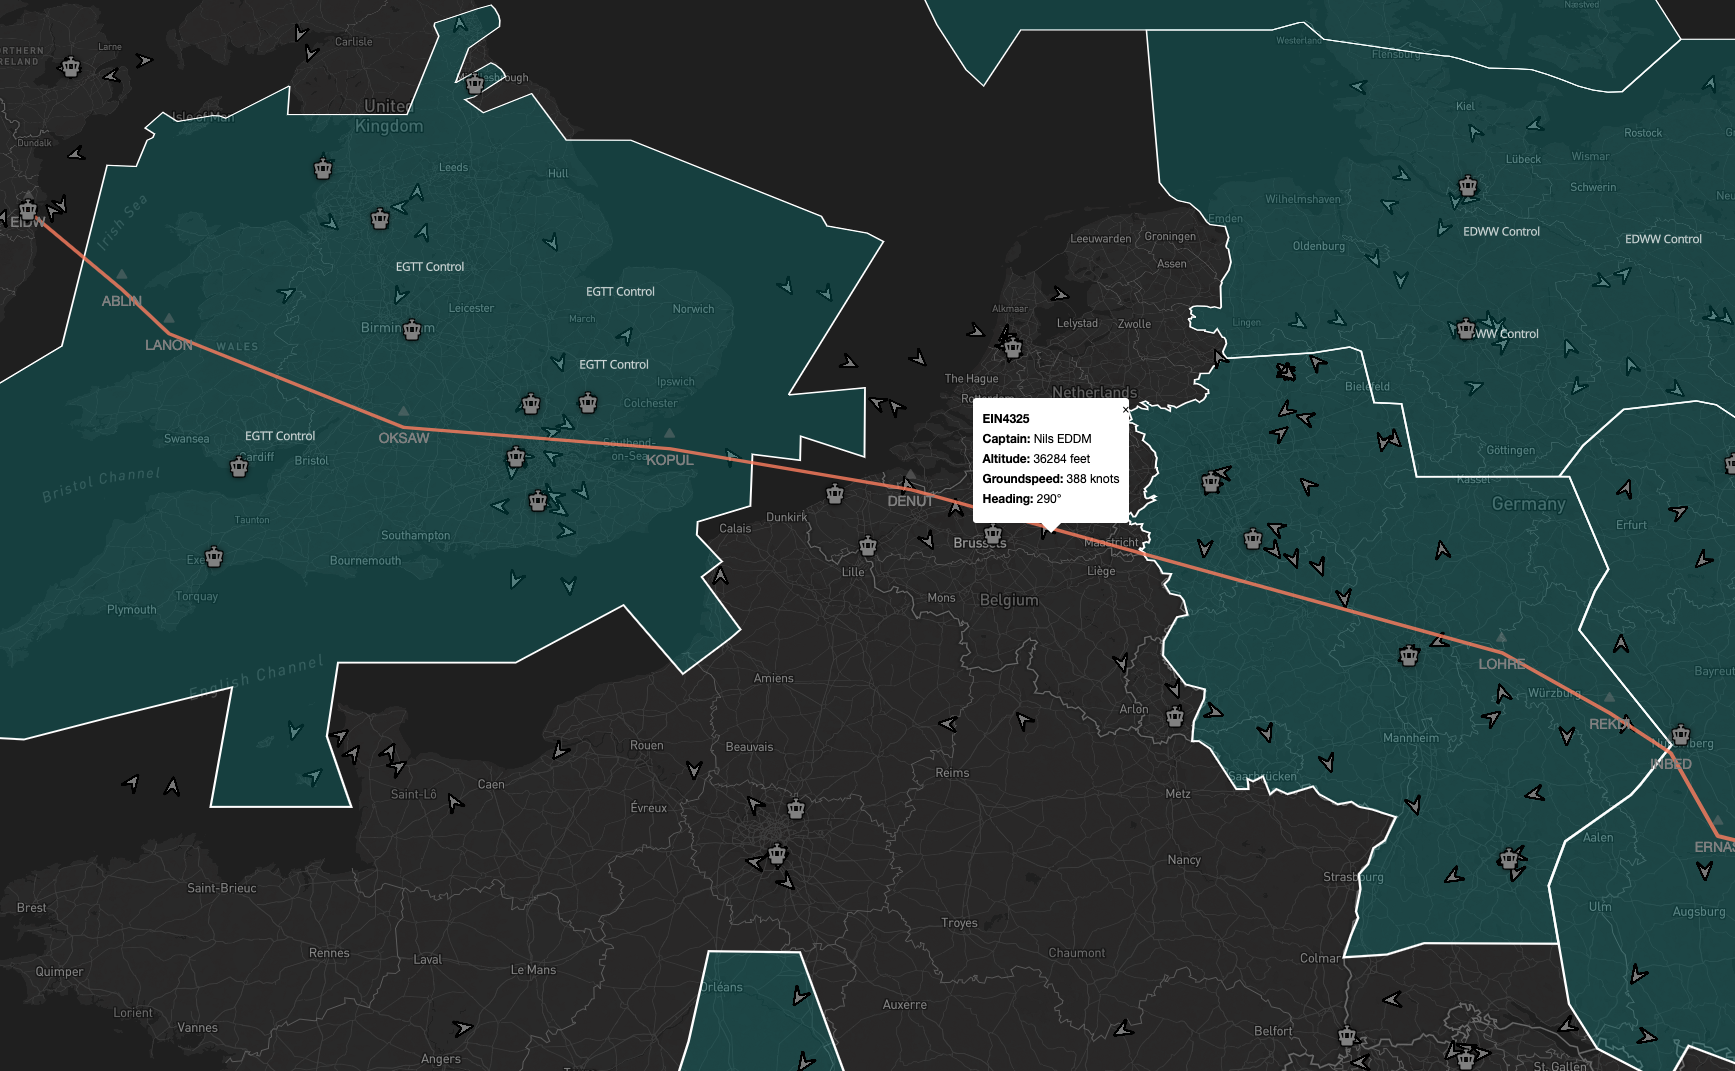 Næstved
Carlisle
Larne
NORTHERN
IRELAND
Westerland
Flensburg
United
Kingdom
Kiel
Isle of Man
Rostock
Dundalk
Leeds
Hull
Lübeck
Wismar
Schwerin
Wilhelmshaven
Irish Sea
EIDW
Emden
Leeuwarden
Groningen
EDWW Control
EDWW Control
Oldenburg
Assen
EGTT Control
EGTT Control
ABLIN
Leicester
March
Norwich
Alkmaar
Lelystad
Zwolle
Lingen
Birmingham
WW Control
LANON
WALES
EGTT Control
Ipswich
The Hague
Netherlands
Bielefeld
Colchester
EIN4325
×
Captain: Nils EDDM
Altitude: 36284 feet
Groundspeed: 388 knots
Heading: 290°
Swansea
EGTT Control
OKSAW
Southend-
on-Sea
KOPUL
Cardiff
Bristol
Göttingen
Kassel
Bristol Channel
DENUT
Germany
Taunton
Dunkirk
Calais
Erfurt
Southampton
Brussels
Maastricht
Bournemouth
Lille
Liège
Torquay
Mons
Belgium
Plymouth
English Channel
LOHRE
Amiens
Bayreut
Würzburg
Arlon
REKD
Rouen
Beauvais
Mannheim
INBED
Reims
Saarbrücken
Caen
Saint-Lô
Évreux
Metz
Aalen
ERNAS
Nancy
Strasbourg
Saint-Brieuc
Brest
Ulm
Augsburg
Troyes
Rennes
Laval
Chaumont
Colmar
Quimper
Le Mans
Orléans
Auxerre
Lorient
Vannes
Belfort
Angers
St. Gallen